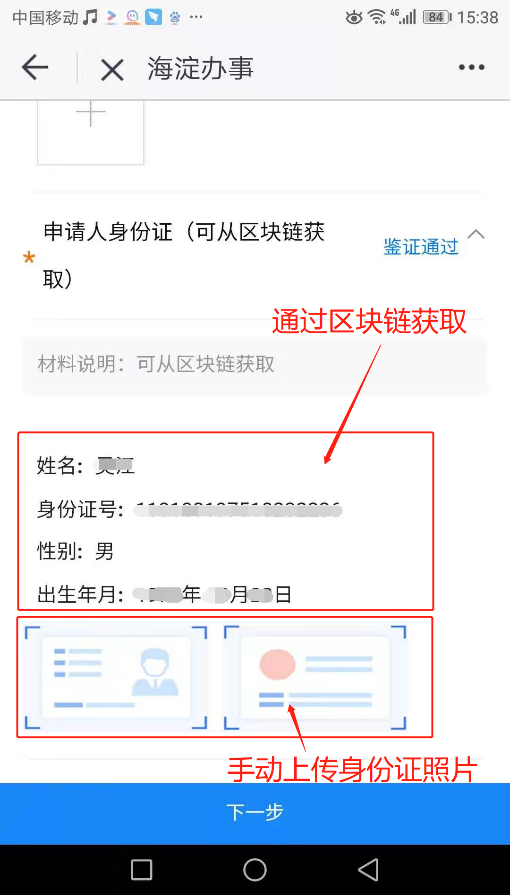 中国移动
4G
84
15:38
海淀办事
申请人身份证（可从区块链获
取）
*
鉴证通过
通过区块链获取
材料说明：可从区块链获取
姓名：
身份证号：
性别：男
出生年月：年 月 日
手动上传身份证照片
下一步